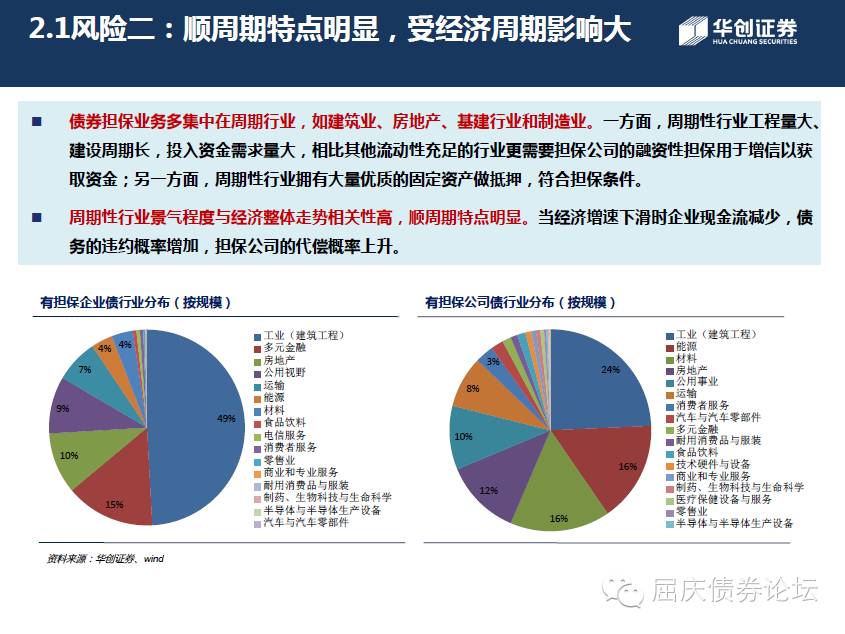 2.1风险二：顺周期特点明显，受经济周期影响大
华创证券
HUA CHUANG SECURITIES
债券担保业务多集中在周期行业，如建筑业、房地产、基建行业和制造业。一方面，周期性行业工程量大、
建设周期长，投入资金需求量大，相比其他流动性充足的行业更需要担保公司的融资性担保用于增信以获
取资金；另一方面，周期性行业拥有大量优质的固定资产做抵押，符合担保条件。
周期性行业景气程度与经济整体走势相关性高，顺周期特点明显。当经济增速下滑时企业现金流减少，债
务的违约概率增加，担保公司的代偿概率上升。
有担保企业债行业分布（按规模）
49%
15%
10%
9%
7%
4%
4%
工业（建筑工程）
多元金融
房地产
公用视野
运输
能源
材料
食品饮料
电信服务
消费者服务
零售业
商业和专业服务
耐用消费品与服装
制药、生物科技与生命科学
半导体与半导体生产设备
汽车与汽车零部件
有担保公司债行业分布（按规模）
24%
16%
16%
12%
10%
8%
3%
工业（建筑工程）
能源
材料
房地产
公用事业
运输
消费者服务
汽车与汽车零部件
多元金融
耐用消费品与服装
食品饮料
技术硬件与设备
商业和专业服务
制药、生物科技与生命科学
医疗保健设备与服务
零售业
半导体与半导体生产设备
资料来源：华创证券、wind
屈庆债券论坛